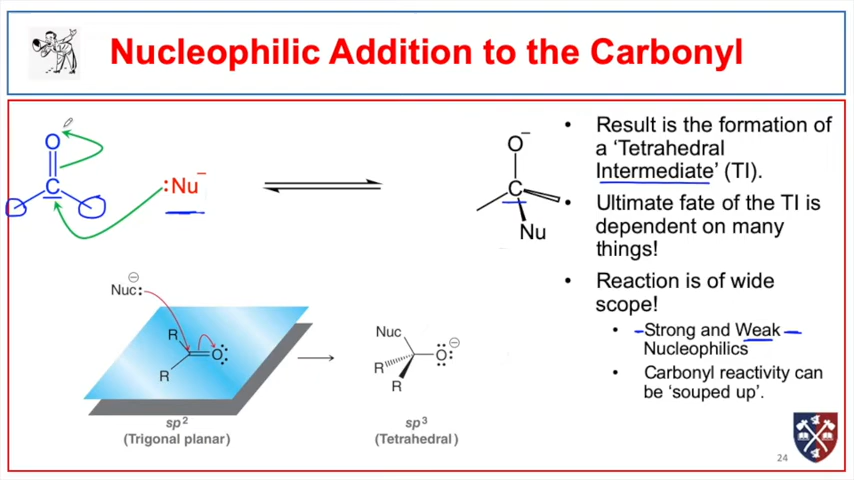 Nucleophilic Addition to the Carbonyl
O
C
:Nu−
O−
C
Nu
• Result is the formation of
a ‘Tetrahedral
Intermediate’ (TI).
• Ultimate fate of the TI is
dependent on many
things!
• Reaction is of wide
scope!
• Strong and Weak
Nucleophilics
• Carbonyl reactivity can
be ‘souped up’.
⊖
Nuc:
R
O
R
sp2
(Trigonal planar)
Nuc
⊖
O
R
R
sp3
(Tetrahedral)
24